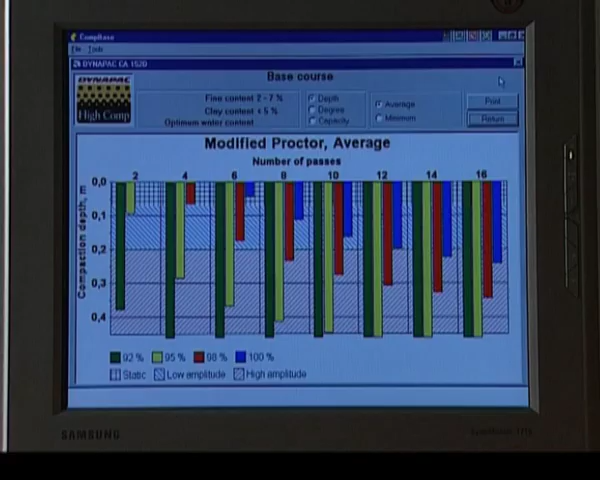 CompBase
File Tools
DYNAPAC CA 152D
Base course
DYNAPAC
High Comp
Fine content 2 - 7 %
Clay content < 5 %
Optimum water content
Depth
Degree
Capacity
Average
Minimum
Print
Return
Modified Proctor, Average
Number of passes
2 4 6 8 10 12 14 16
Compaction depth, m
0,0
0,1
0,2
0,3
0,4
92 % 95 % 98 % 100 %
Static Low amplitude High amplitude
SAMSUNG